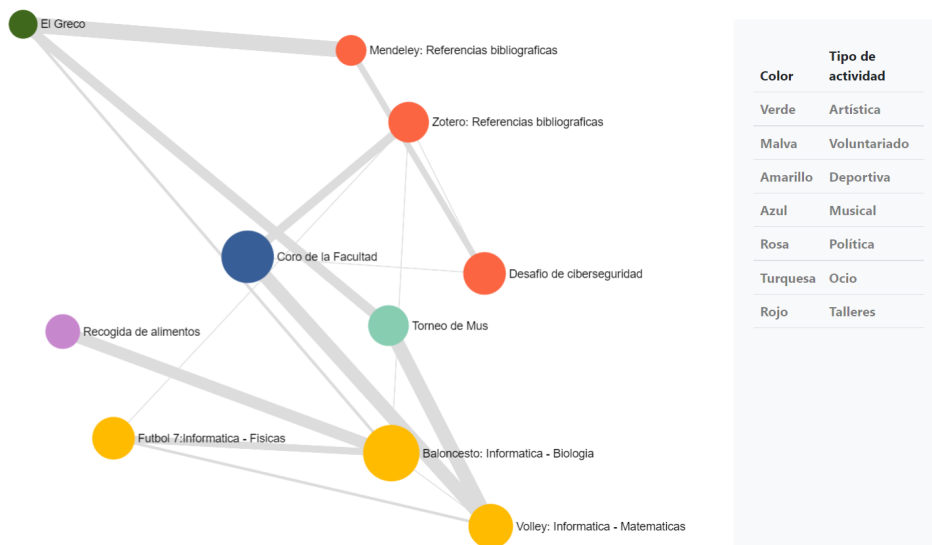 El Greco
Mendeley: Referencias bibliograficas
Zotero: Referencias bibliograficas
Coro de la Facultad
Desafio de ciberseguridad
Torneo de Mus
Recogida de alimentos
Futbol 7:Informatica - Fisicas
Baloncesto: Informatica - Biologia
Volley: Informatica - Matematicas
Color Tipo de actividad
Verde Artística
Malva Voluntariado
Amarillo Deportiva
Azul Musical
Rosa Política
Turquesa Ocio
Rojo Talleres